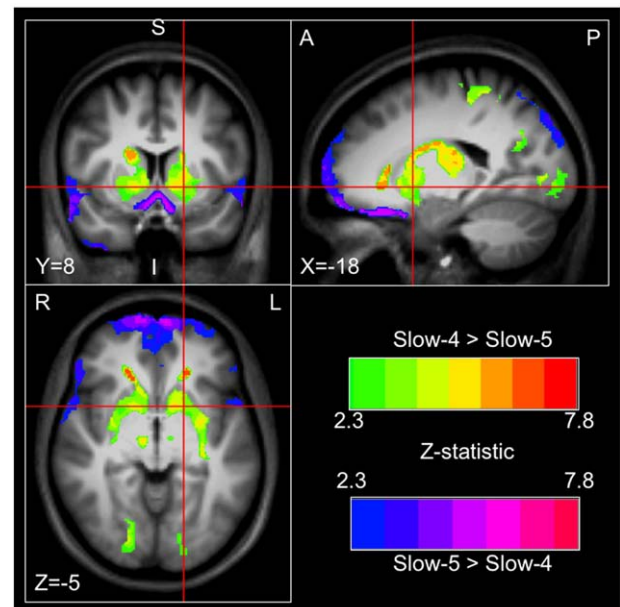 S
Y=8
I
A
P
X=-18
R
L
Z=-5
Slow-4 > Slow-5
2.3
7.8
Z-statistic
2.3
7.8
Slow-5 > Slow-4